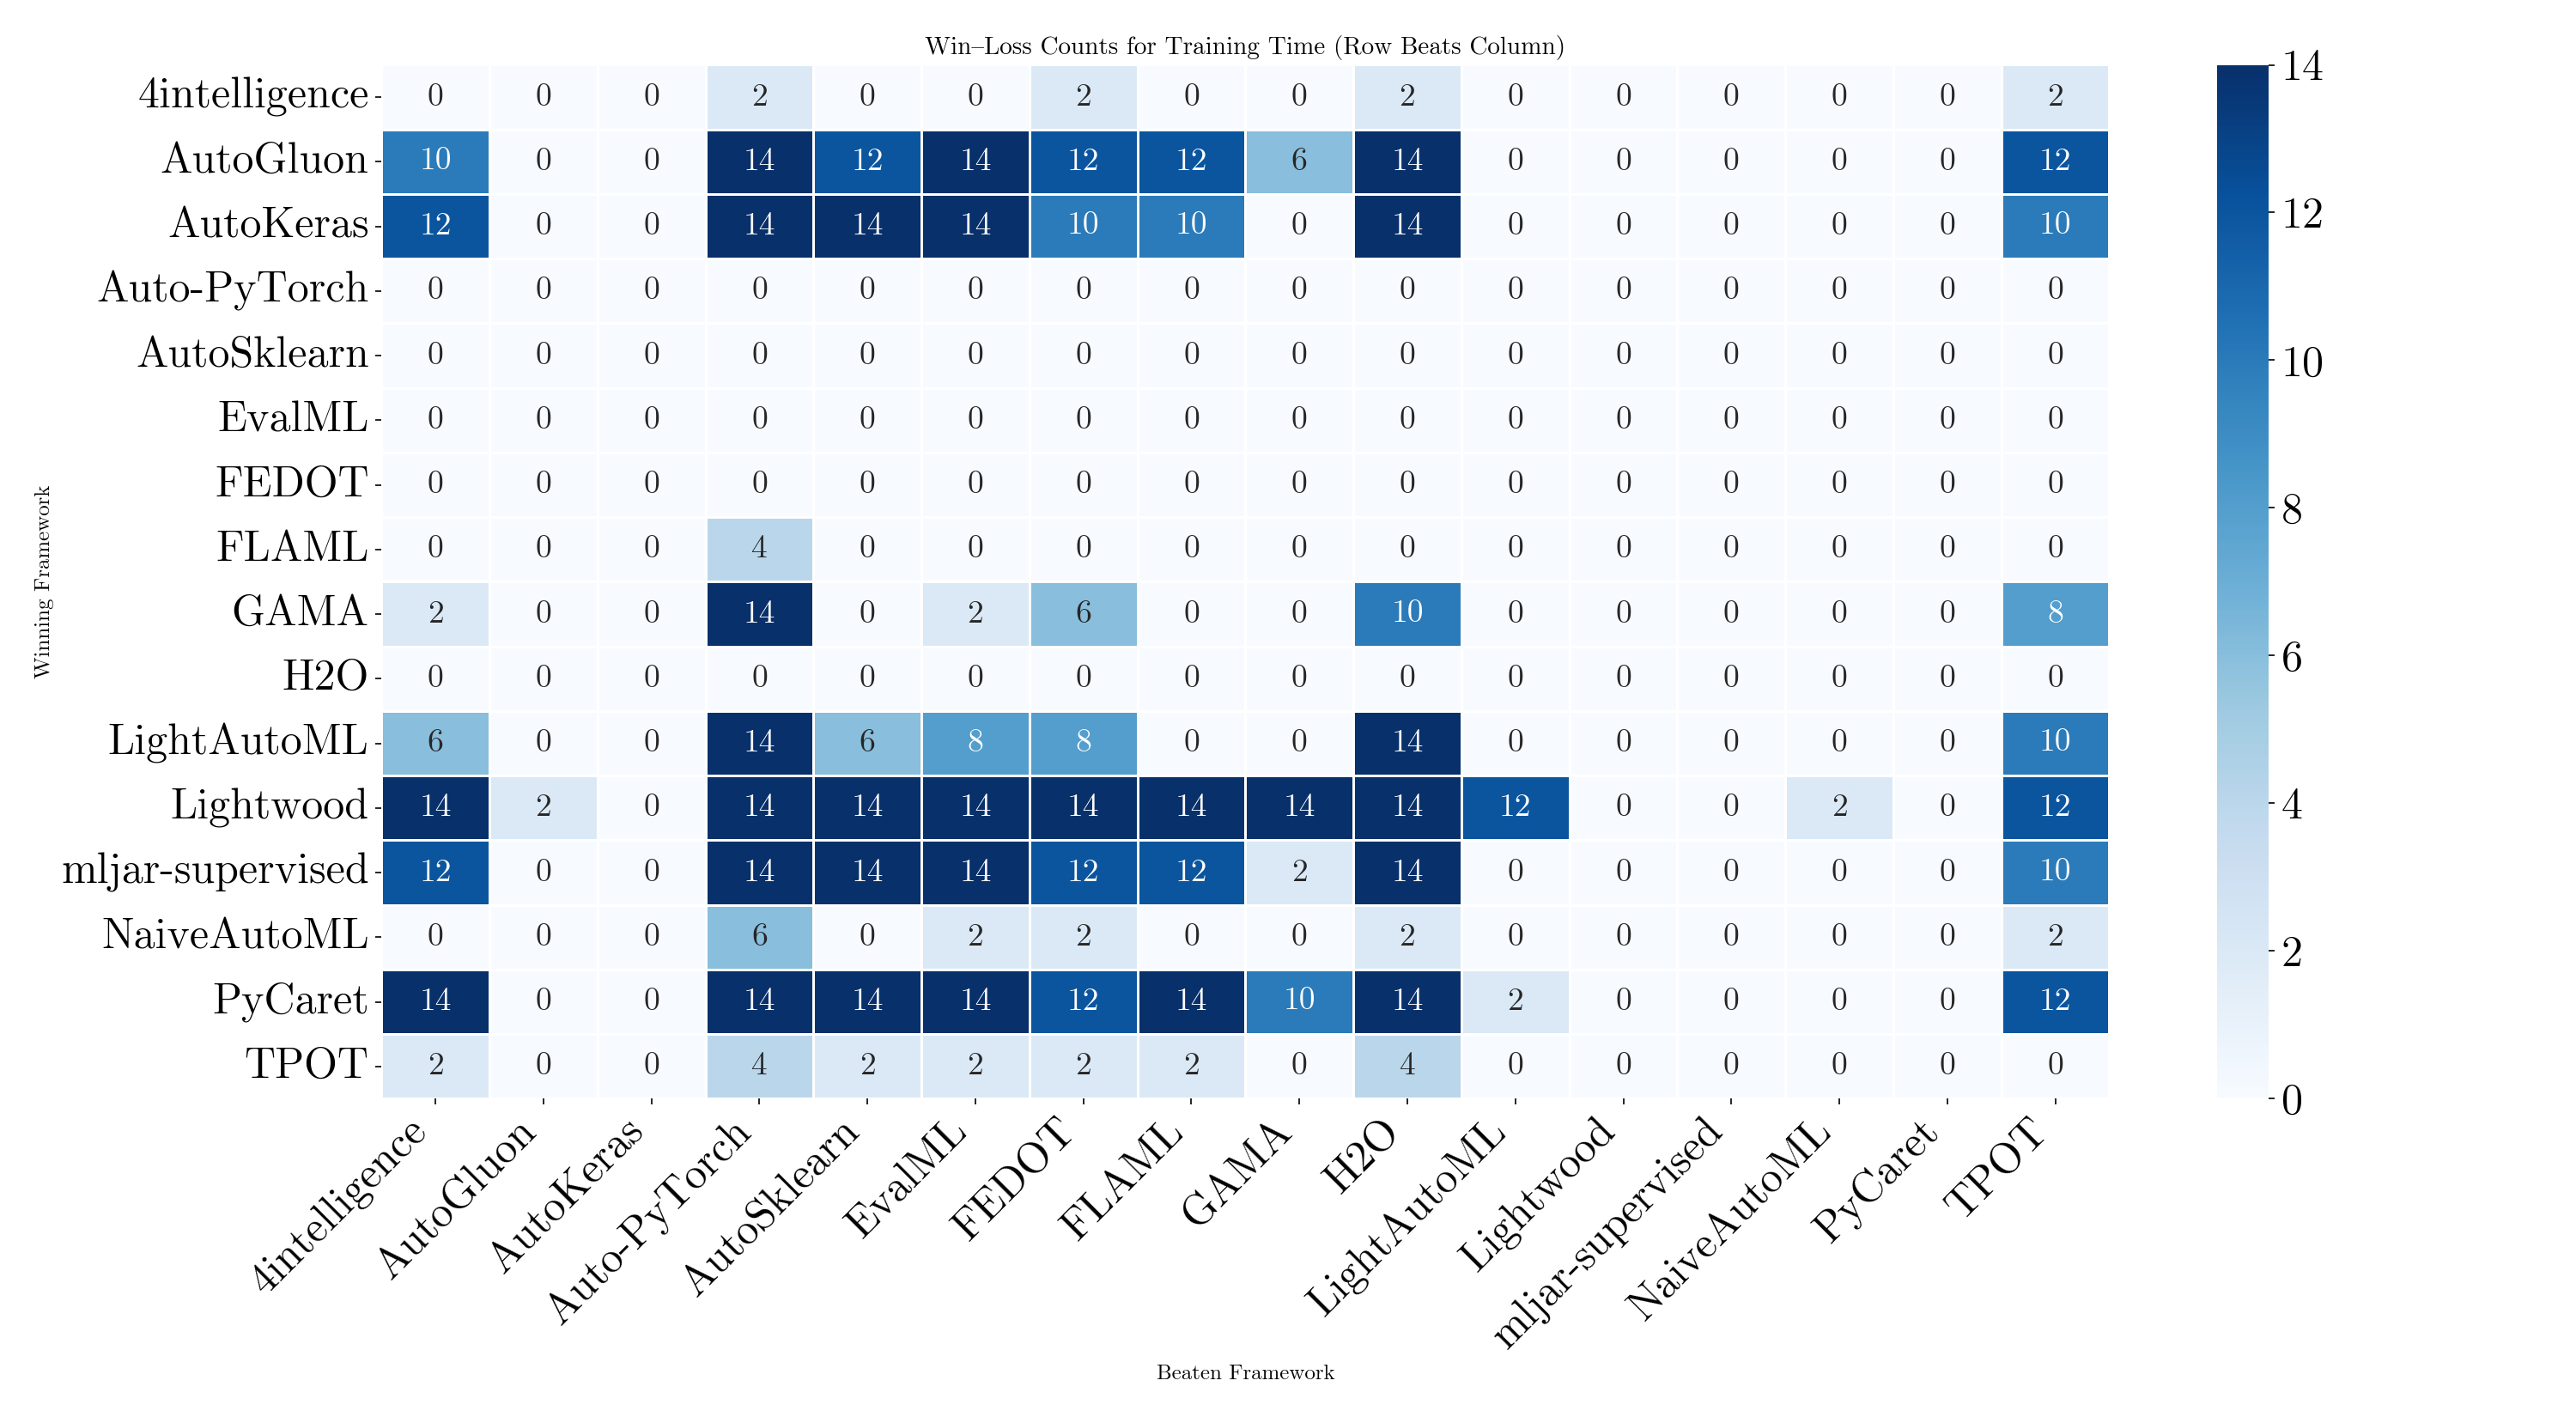 Win–Loss Counts for Training Time (Row Beats Column)
4intelligence 0 0 0 2 0 0 2 0 0 2 0 0 0 0 0 2
AutoGluon 10 0 0 14 12 14 12 12 6 14 0 0 0 0 0 12
AutoKeras 12 0 0 14 14 14 10 10 0 14 0 0 0 0 0 10
Auto-PyTorch 0 0 0 0 0 0 0 0 0 0 0 0 0 0 0 0
AutoSklearn 0 0 0 0 0 0 0 0 0 0 0 0 0 0 0 0
EvalML 0 0 0 0 0 0 0 0 0 0 0 0 0 0 0 0
FEDOT 0 0 0 0 0 0 0 0 0 0 0 0 0 0 0 0
FLAML 0 0 0 4 0 0 0 0 0 0 0 0 0 0 0 0
GAMA 2 0 0 14 0 2 6 0 0 10 0 0 0 0 0 8
H2O 0 0 0 0 0 0 0 0 0 0 0 0 0 0 0 0
LightAutoML 6 0 0 14 6 8 8 0 0 14 0 0 0 0 0 10
Lightwood 14 2 0 14 14 14 14 14 14 14 12 0 0 2 0 12
mljar-supervised 12 0 0 14 14 14 12 12 2 14 0 0 0 0 0 10
NaiveAutoML 0 0 0 6 0 2 2 0 0 2 0 0 0 0 0 2
PyCaret 14 0 0 14 14 14 12 14 10 14 2 0 0 0 0 12
TPOT 2 0 0 4 2 2 2 2 0 4 0 0 0 0 0 0
Winning Framework
4intelligence
AutoGluon
AutoKeras
Auto-PyTorch
AutoSklearn
EvalML
FEDOT
FLAML
GAMA
H2O
LightAutoML
Lightwood
mljar-supervised
NaiveAutoML
PyCaret
TPOT
Beaten Framework
14
12
10
8
6
4
2
0